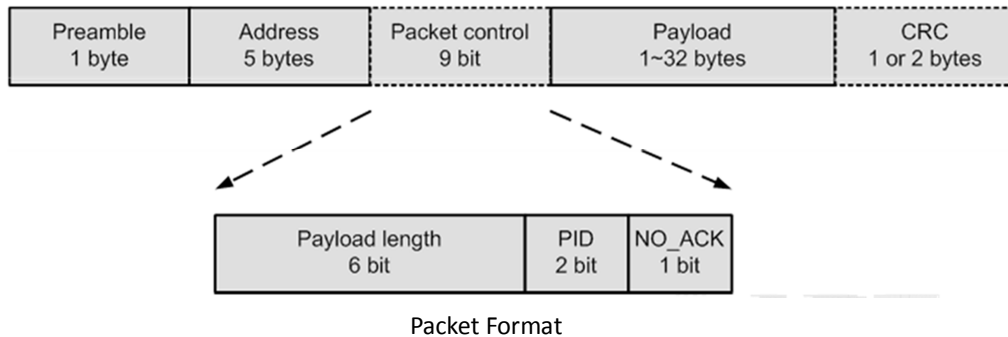 Preamble Address Packet control Payload CRC
1 byte 5 bytes 9 bit 1~32 bytes 1 or 2 bytes
Payload length PID NO_ACK
6 bit 2 bit 1 bit
Packet Format